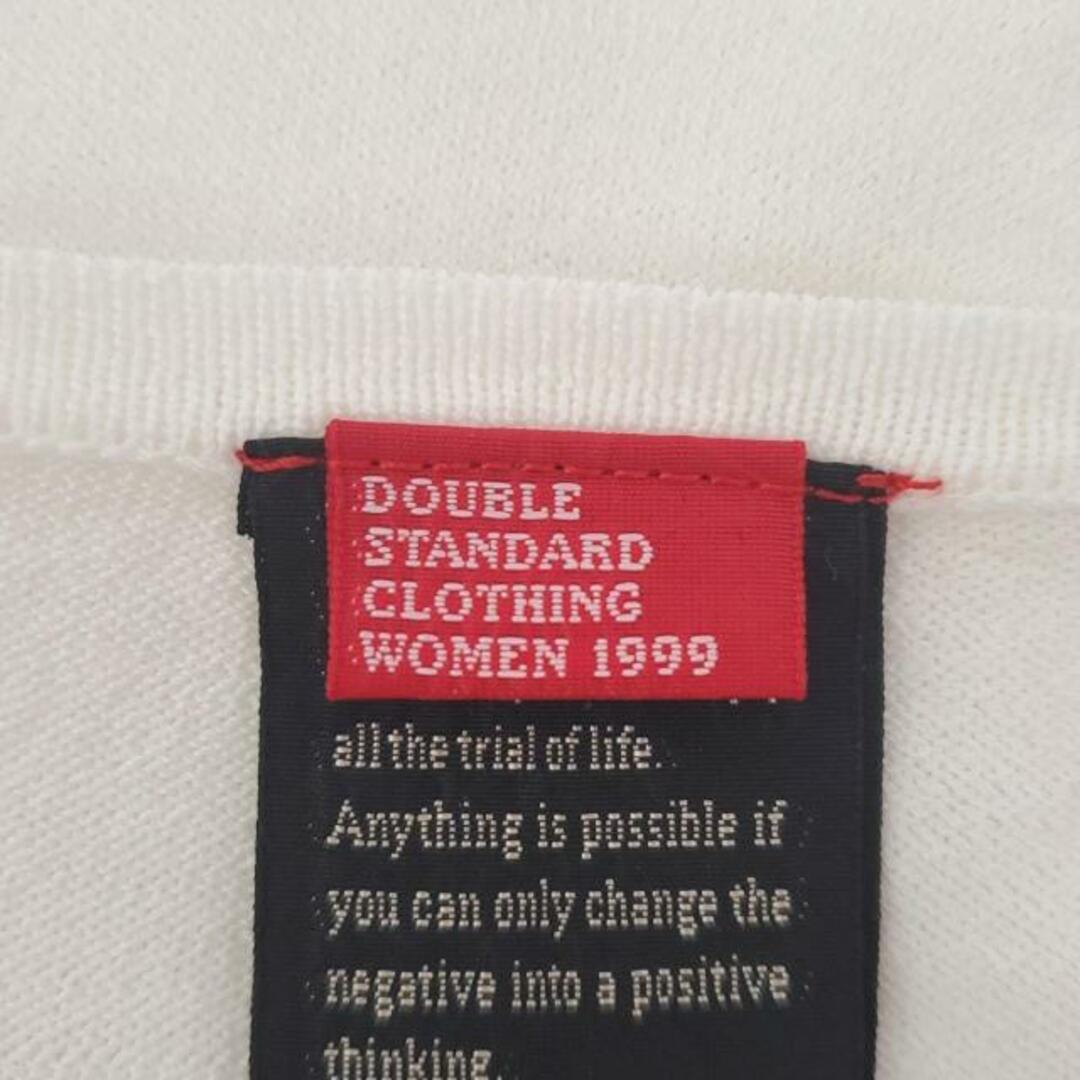 DOUBLE
STANDARD
CLOTHING
WOMEN 1999
all the trial of life.
Anything is possible if
you can only change the
negative into a positive
thinking.